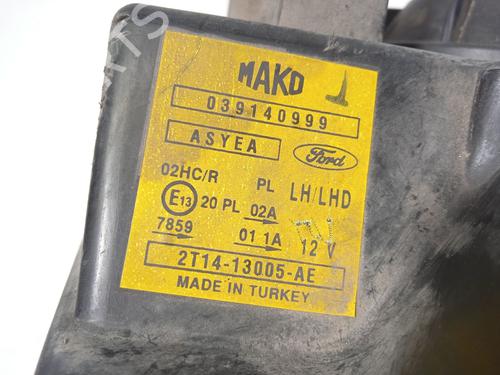 MAKO
039140999
ASYEA
Ford
02HC/R PL LH/LHD
E13 20 PL 02A
7859 01 1A 12 V
2T14-13005-AE
MADE IN TURKEY